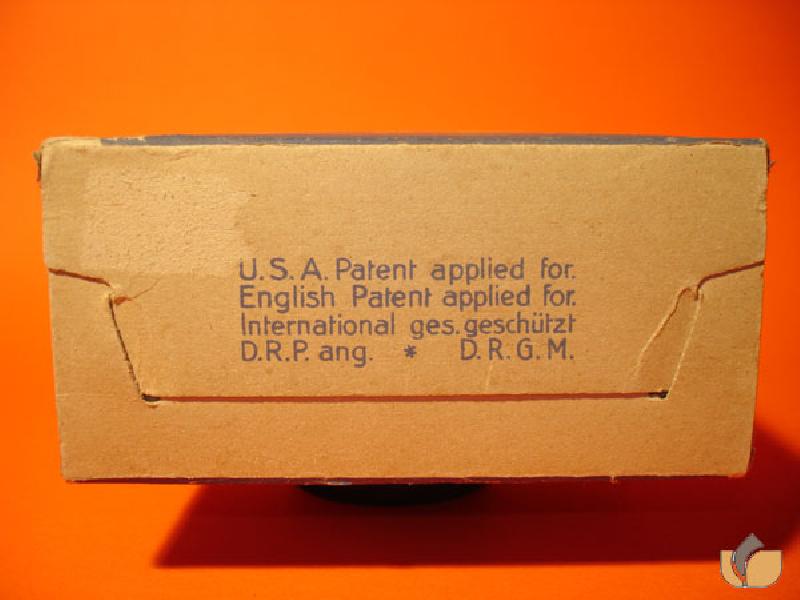 U.S.A. Patent applied for.
English Patent applied for.
International ges. geschützt
D.R.P. ang. * D.R.G.M.